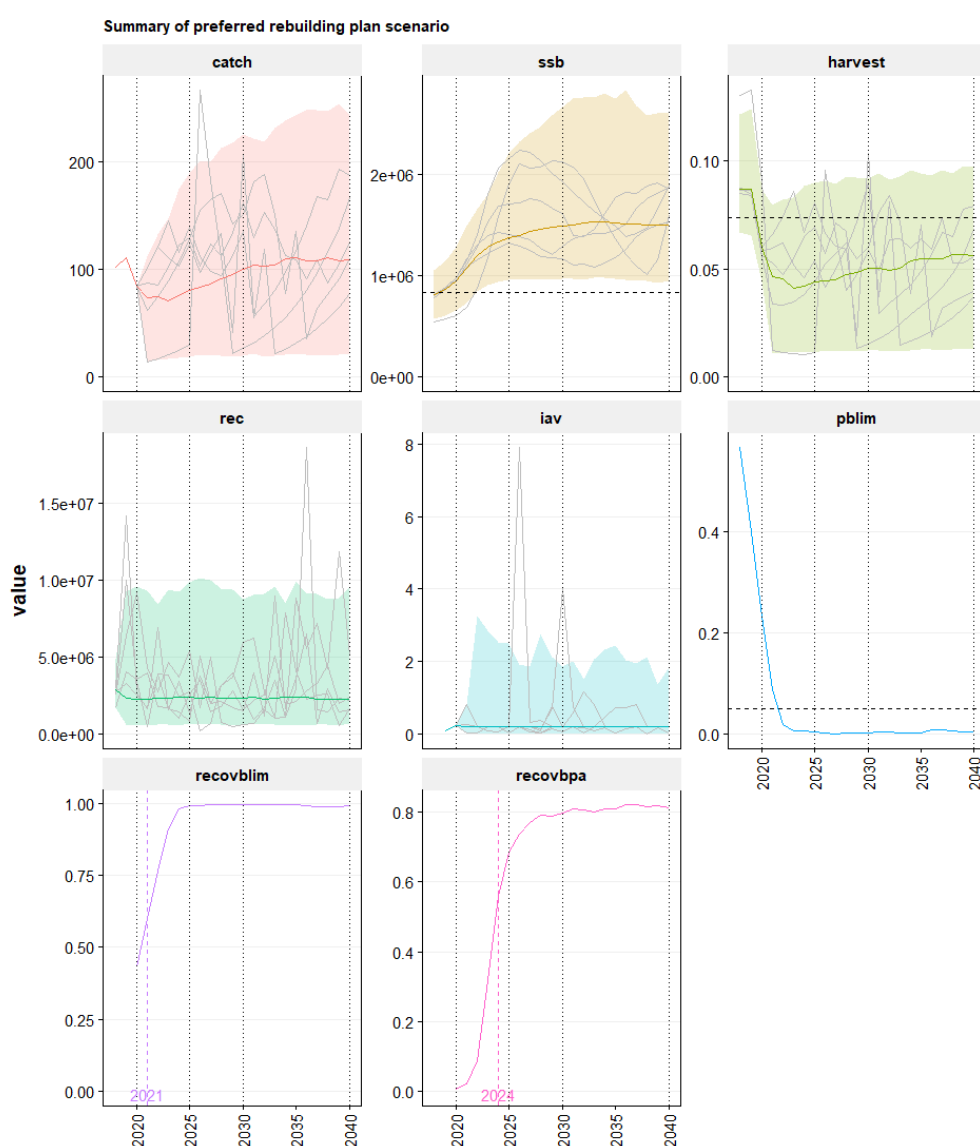 Summary of preferred rebuilding plan scenario
catch
ssb
harvest
200
100
0
2e+06
1e+06
0e+00
0.10
0.05
0.00
rec
iav
pblim
value
1.5e+07
1.0e+07
5.0e+06
0.0e+00
8
6
4
2
0
0.4
0.2
0.0
2020
2025
2030
2035
2040
recovblim
recovbpa
1.00
0.75
0.50
0.25
0.00
2021
0.8
0.6
0.4
0.2
0.0
2024
2020
2025
2030
2035
2040
2020
2025
2030
2035
2040